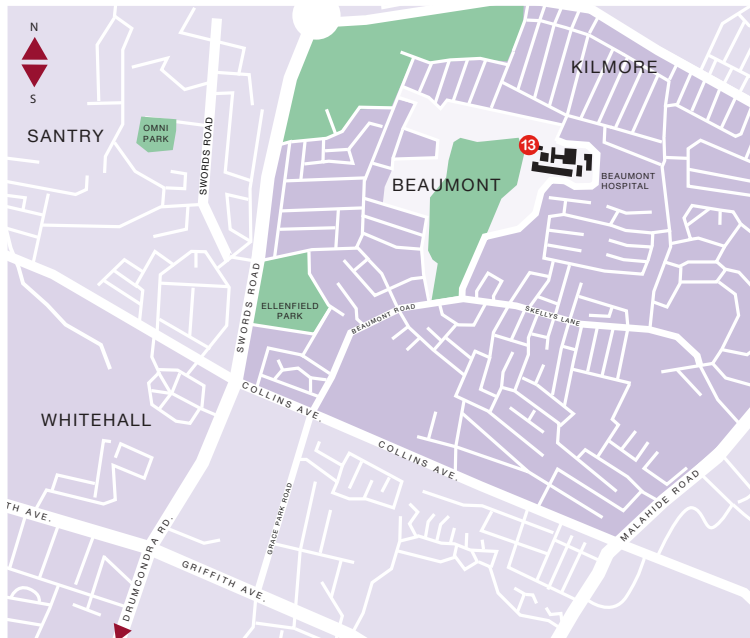 N
S
SANTRY
OMNI
PARK
SWORDS ROAD
KILMORE
13
BEAUMONT
BEAUMONT
HOSPITAL
SWORDS ROAD
ELLENFIELD
PARK
BEAUMONT ROAD
SKELLYS LANE
COLLINS AVE.
WHITEHALL
COLLINS AVE.
MALAHIDE ROAD
GRACE PARK ROAD
TH AVE.
DRUMCONDRA RD.
GRIFFITH AVE.